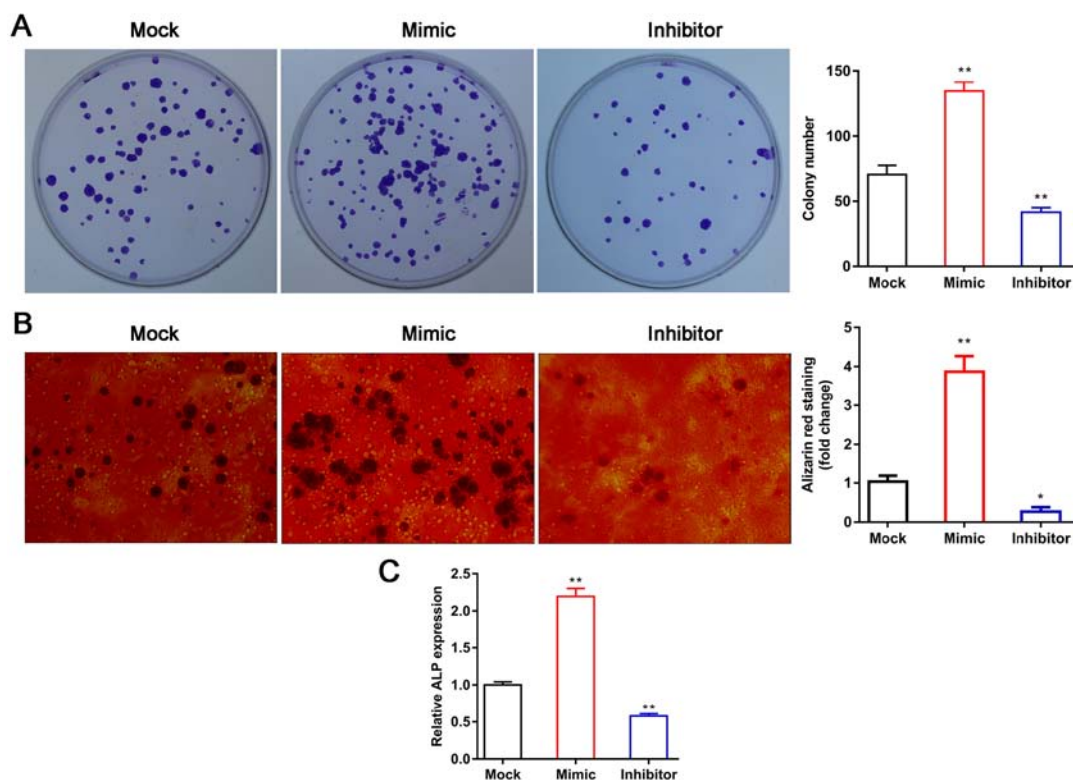 A
Mock
Mimic
Inhibitor
Colony number
150
100
50
0
**
**
Mock
Mimic
Inhibitor
B
Mock
Mimic
Inhibitor
Alizarin red staining
(fold change)
5
4
3
2
1
0
**
*
Mock
Mimic
Inhibitor
C
Relative ALP expression
2.5
2.0
1.5
1.0
0.5
0.0
**
**
Mock
Mimic
Inhibitor